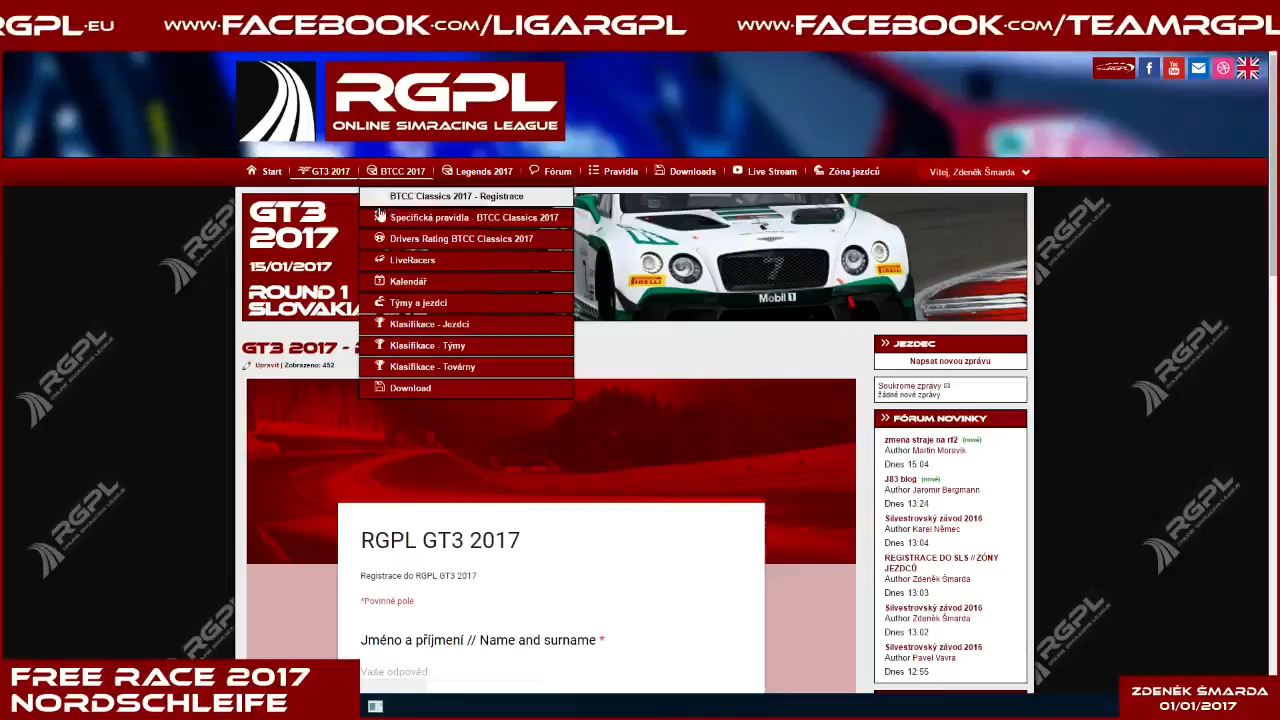 RGPL.EU WWW.FACEBOOK.COM/LIGARGPL WWW.FACEBOOK.COM/TEAMRGPL
RGPL
ONLINE SIMRACING LEAGUE
Start GT3 2017 BTCC 2017 Legends 2017 Fórum Pravidla Downloads Live Stream Zóna jezdců Vítej, Zdeněk Šmarda
BTCC Classics 2017 - Registrace
Specifická pravidla - BTCC Classics 2017
Drivers Rating BTCC Classics 2017
LiveRacers
Kalendář
Týmy a jezdci
Klasifikace - Jezdci
Klasifikace - Týmy
Klasifikace - Továrny
Download
GT3
2017
15/01/2017
ROUND 1
SLOVAKIA
PIRELLI
Mobil 1
PIRELLI
GT3 2017 -
Upravit | Zobrazeno: 452
RGPL GT3 2017
Registrace do RGPL GT3 2017
*Povinné pole
Jméno a příjmení // Name and surname *
Vaše odpověď
JEZDEC
Napsat novou zprávu
Soukromé zprávy
žádné nové zprávy
FÓRUM NOVINKY
zmena straje na rf2 (nové)
Author Martin Moravik
Dnes 15:04
J83 blog (nové)
Author Jaromir Bergmann
Dnes 13:24
Silvestrovský závod 2016
Author Karel Němec
Dnes 13:04
REGISTRACE DO SLS // ZÓNY
JEZDCŮ
Author Zdeněk Šmarda
Dnes 13:03
Silvestrovský závod 2016
Author Zdeněk Šmarda
Dnes 13:02
Silvestrovský závod 2016
Author Pavel Vavra
Dnes 12:55
FREE RACE 2017
NORDSCHLEIFE
ZDENĚK ŠMARDA
01/01/2017